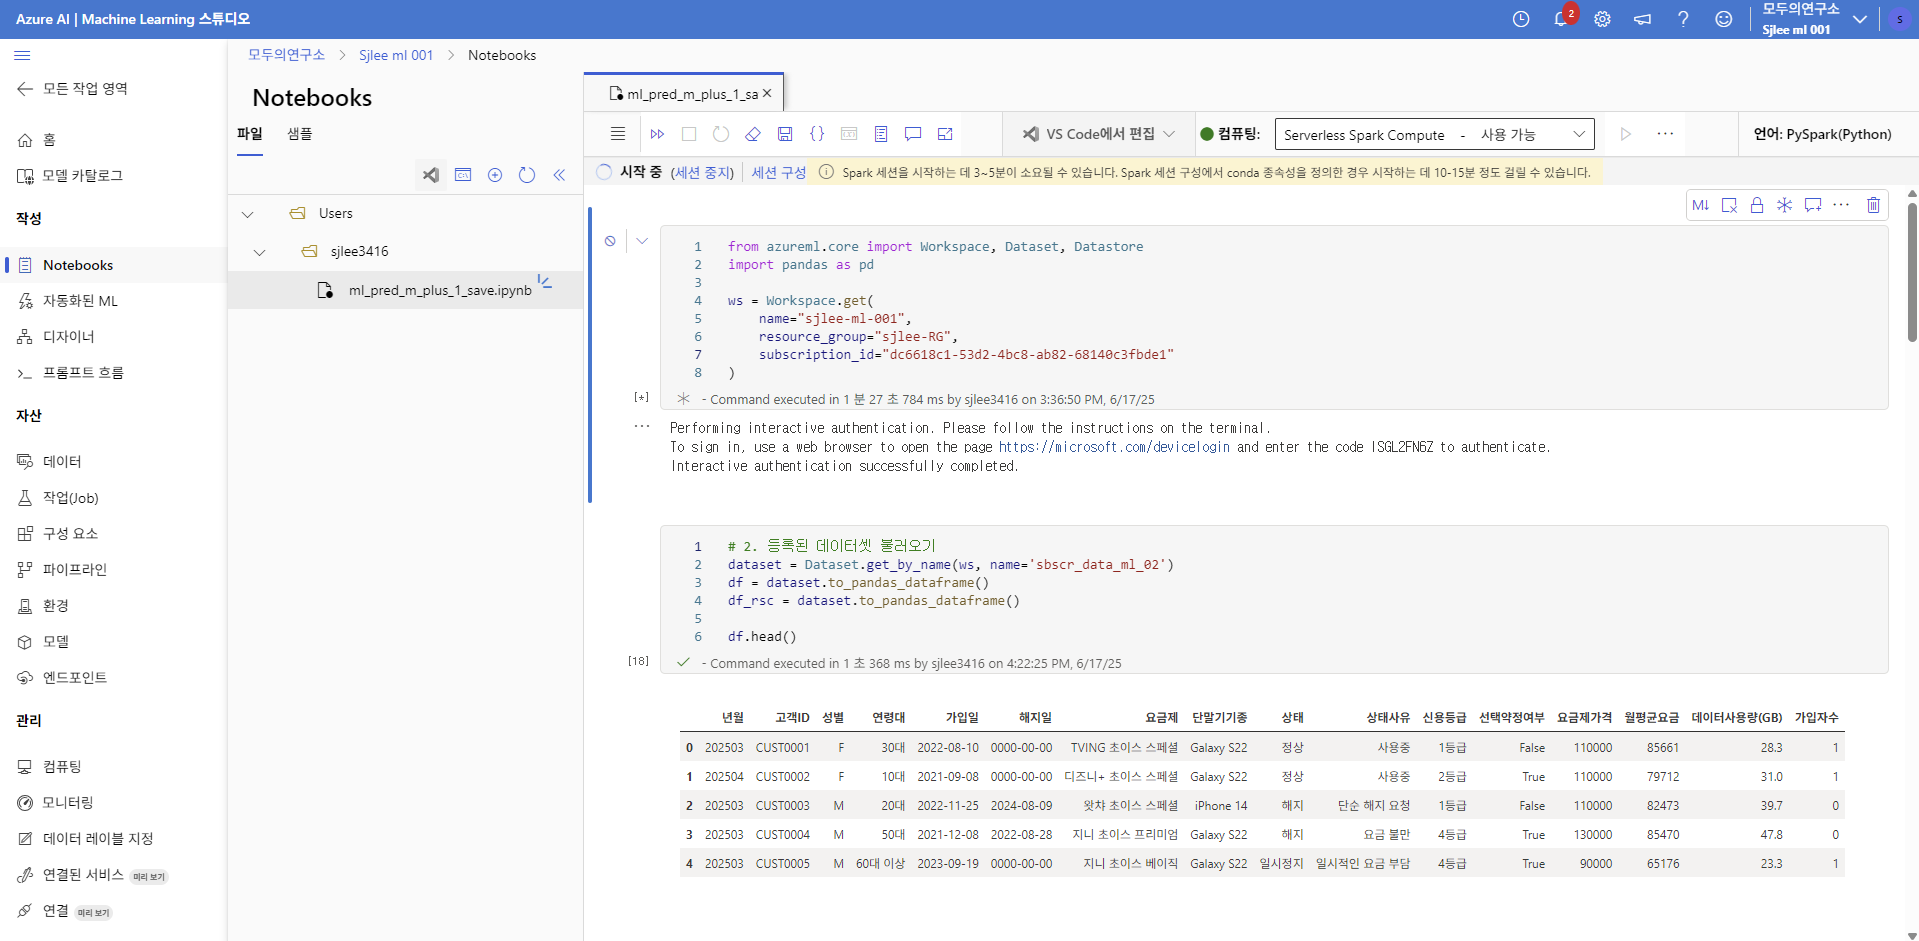 Azure AI | Machine Learning 스튜디오
2
모두의연구소
Sjlee ml 001
S
모든 작업 영역
홈
모델 카탈로그
작성
Notebooks
자동화된 ML
디자이너
프롬프트 흐름
자산
데이터
작업(Job)
구성 요소
파이프라인
환경
모델
엔드포인트
관리
컴퓨팅
모니터링
데이터 레이블 지정
연결된 서비스 미리 보기
연결 미리 보기
모두의연구소 > Sjlee ml 001 > Notebooks
Notebooks
파일 샘플
Users
sjlee3416
ml_pred_m_plus_1_save.ipynb
ml_pred_m_plus_1_sa
VS Code에서 편집
컴퓨팅:
Serverless Spark Compute - 사용 가능
언어: PySpark(Python)
시작 중 (세션 중지) 세션 구성 Spark 세션을 시작하는 데 3~5분이 소요될 수 있습니다. Spark 세션 구성에서 conda 종속성을 정의한 경우 시작하는 데 10-15분 정도 걸릴 수 있습니다.
M↓
1 from azureml.core import Workspace, Dataset, Datastore
2 import pandas as pd
3
4 ws = Workspace.get(
5 name="sjlee-ml-001",
6 resource_group="sjlee-RG",
7 subscription_id="dc6618c1-53d2-4bc8-ab82-68140c3fbde1"
8 )
[*] - Command executed in 1 분 27 초 784 ms by sjlee3416 on 3:36:50 PM, 6/17/25
Performing interactive authentication. Please follow the instructions on the terminal.
To sign in, use a web browser to open the page https://microsoft.com/devicelogin and enter the code ISGL2FN6Z to authenticate.
Interactive authentication successfully completed.
1 # 2. 등록된 데이터셋 불러오기
2 dataset = Dataset.get_by_name(ws, name='sbscr_data_ml_02')
3 df = dataset.to_pandas_dataframe()
4 df_rsc = dataset.to_pandas_dataframe()
5
6 df.head()
[18] - Command executed in 1 초 368 ms by sjlee3416 on 4:22:25 PM, 6/17/25
년월 고객ID 성별 연령대 가입일 해지일 요금제 단말기기종 상태 상태사유 신용등급 선택약정여부 요금제가격 월평균요금 데이터사용량(GB) 가입자수
0 202503 CUST0001 F 30대 2022-08-10 0000-00-00 TVING 초이스 스페셜 Galaxy S22 정상 사용중 1등급 False 110000 85661 28.3 1
1 202504 CUST0002 F 10대 2021-09-08 0000-00-00 디즈니+ 초이스 스페셜 Galaxy S22 정상 사용중 2등급 True 110000 79712 31.0 1
2 202503 CUST0003 M 20대 2022-11-25 2024-08-09 왓챠 초이스 스페셜 iPhone 14 해지 단순 해지 요청 1등급 False 110000 82473 39.7 0
3 202503 CUST0004 M 50대 2021-12-08 2022-08-28 지니 초이스 프리미엄 Galaxy S22 해지 요금 불만 4등급 True 130000 85470 47.8 0
4 202503 CUST0005 M 60대 이상 2023-09-19 0000-00-00 지니 초이스 베이직 Galaxy S22 일시정지 일시적인 요금 부담 4등급 True 90000 65176 23.3 1